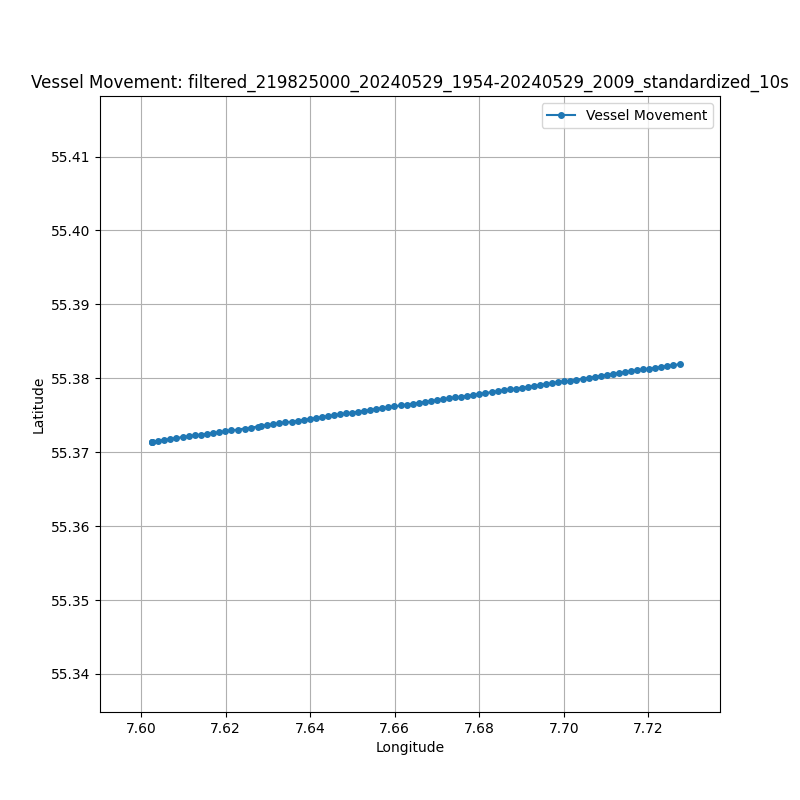 Vessel Movement: filtered_219825000_20240529_1954-20240529_2009_standardized_10s
Vessel Movement
55.41
55.40
55.39
55.38
55.37
55.36
55.35
55.34
Latitude
7.60 7.62 7.64 7.66 7.68 7.70 7.72
Longitude